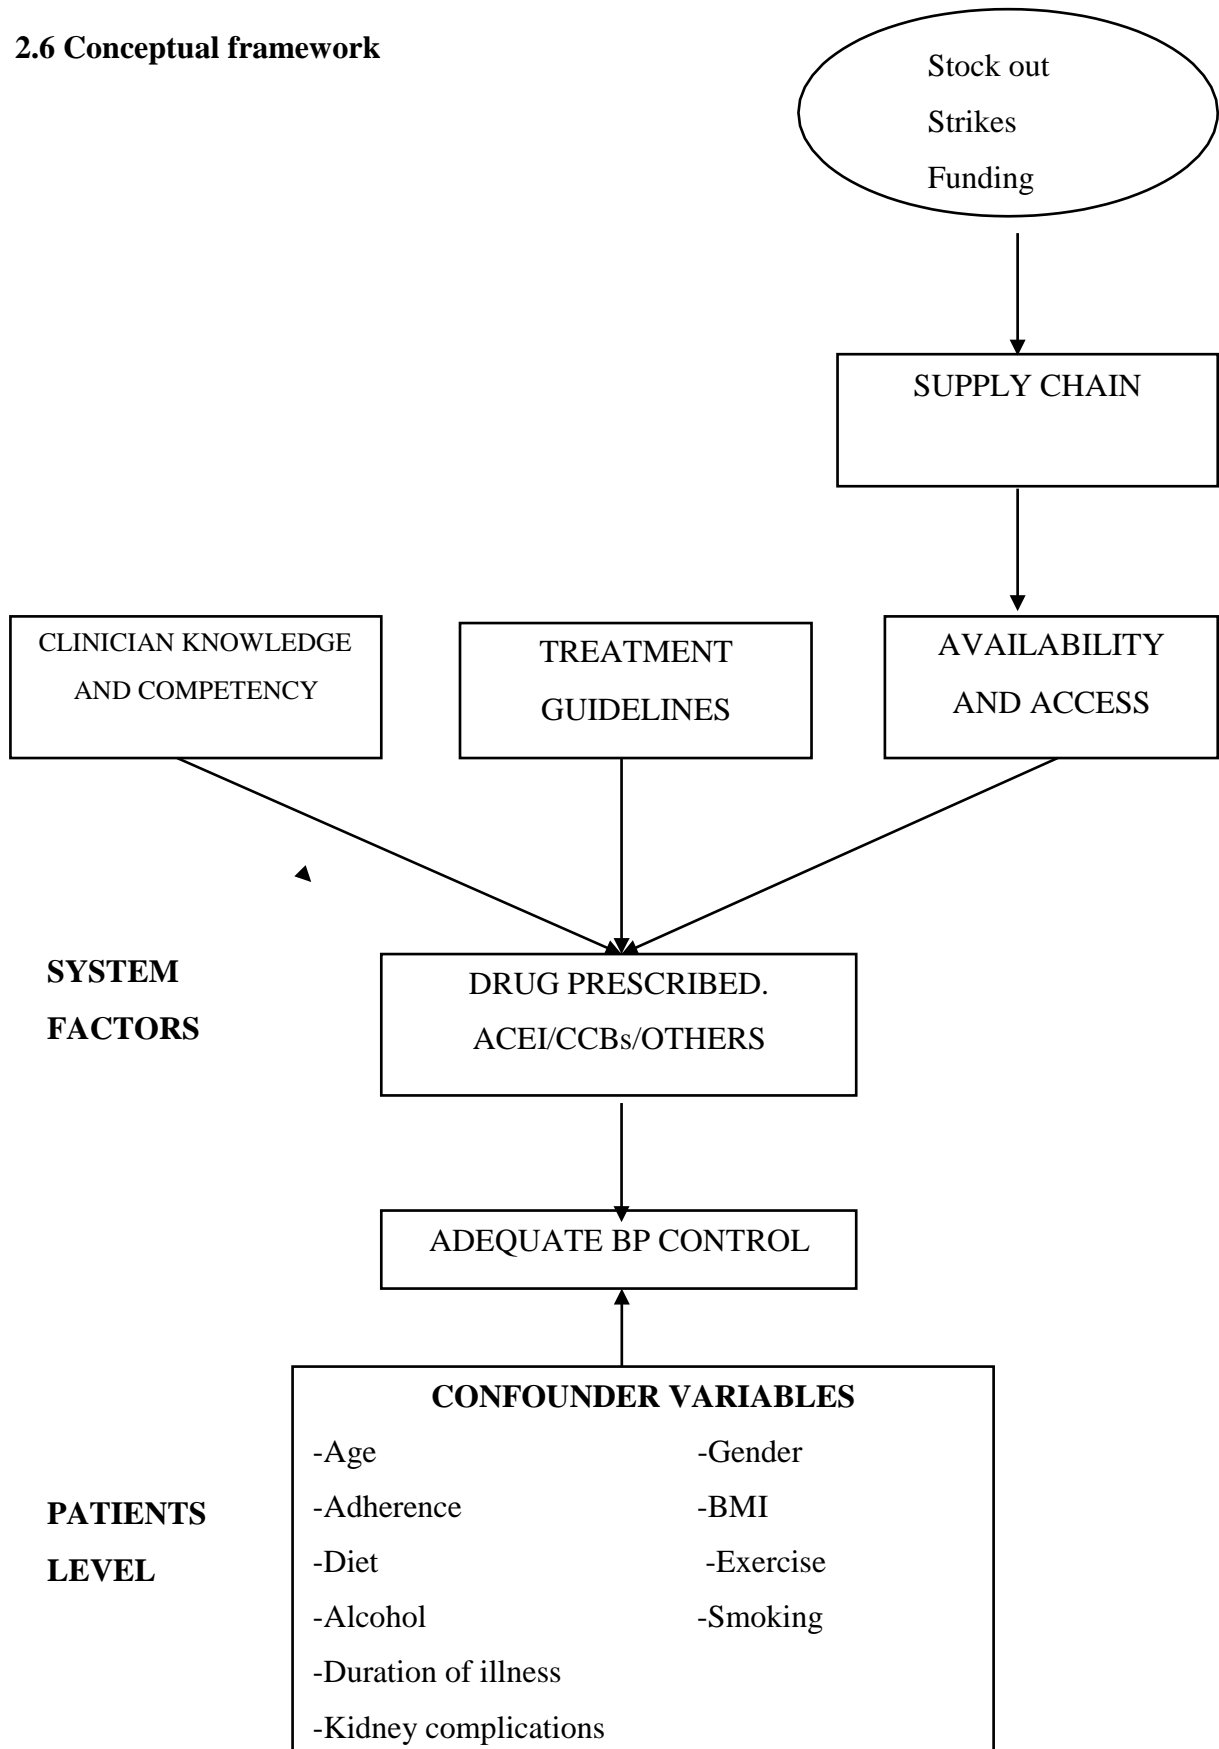 2.6 Conceptual framework
Stock out
Strikes
Funding
SUPPLY CHAIN
CLINICIAN KNOWLEDGE
AND COMPETENCY
TREATMENT
GUIDELINES
AVAILABILITY
AND ACCESS
SYSTEM
FACTORS
DRUG PRESCRIBED.
ACEI/CCBs/OTHERS
ADEQUATE BP CONTROL
CONFOUNDER VARIABLES
-Age
-Gender
-Adherence
-BMI
-Diet
-Exercise
-Alcohol
-Smoking
-Duration of illness
-Kidney complications
PATIENTS
LEVEL